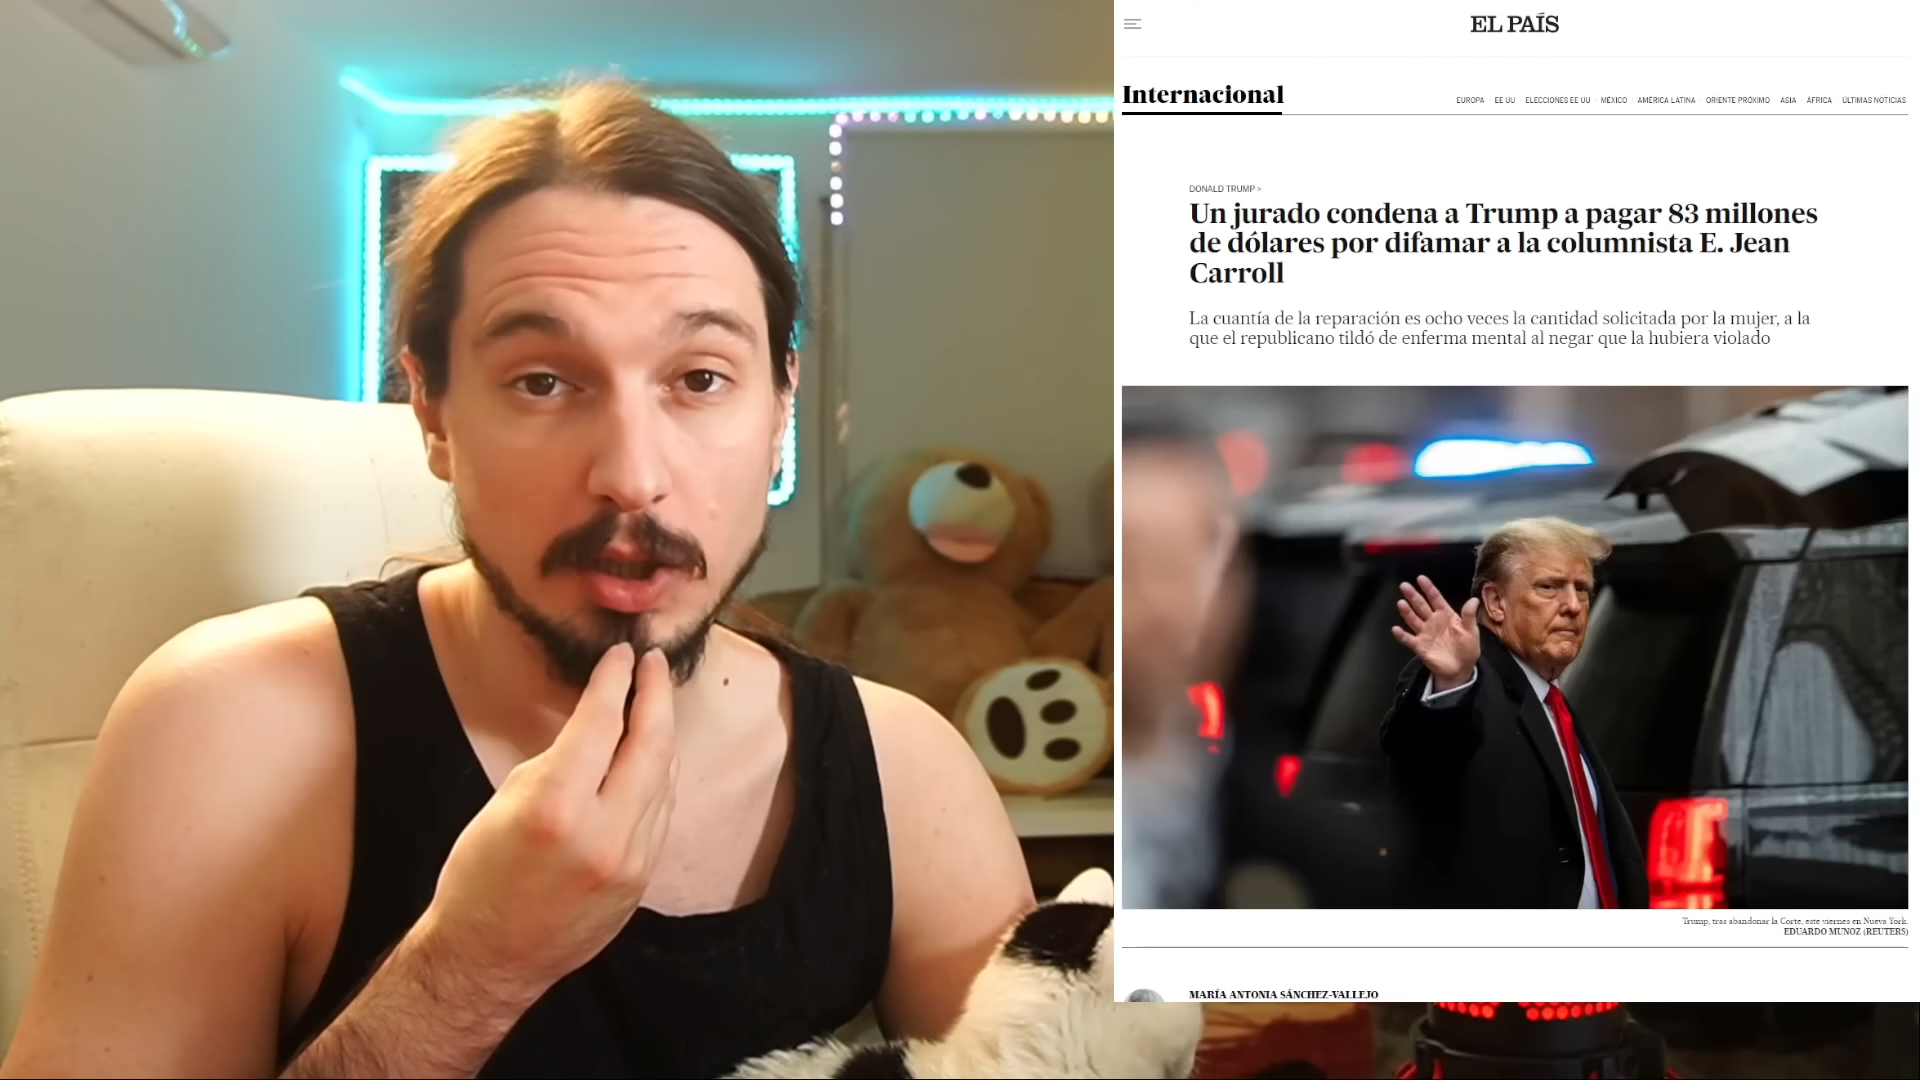 EL PAÍS
Internacional
EUROPA EE UU ELECCIONES EE UU MÉXICO AMÉRICA LATINA ORIENTE PRÓXIMO ASIA ÁFRICA ÚLTIMAS NOTICIAS
DONALD TRUMP >
Un jurado condena a Trump a pagar 83 millones
de dólares por difamar a la columnista E. Jean
Carroll
La cuantía de la reparación es ocho veces la cantidad solicitada por la mujer, a la
que el republicano tildó de enferma mental al negar que la hubiera violado
Trump, tras abandonar la Corte, este viernes en Nueva York.
EDUARDO MUNOZ (REUTERS)
MARÍA ANTONIA SÁNCHEZ-VALLEJO